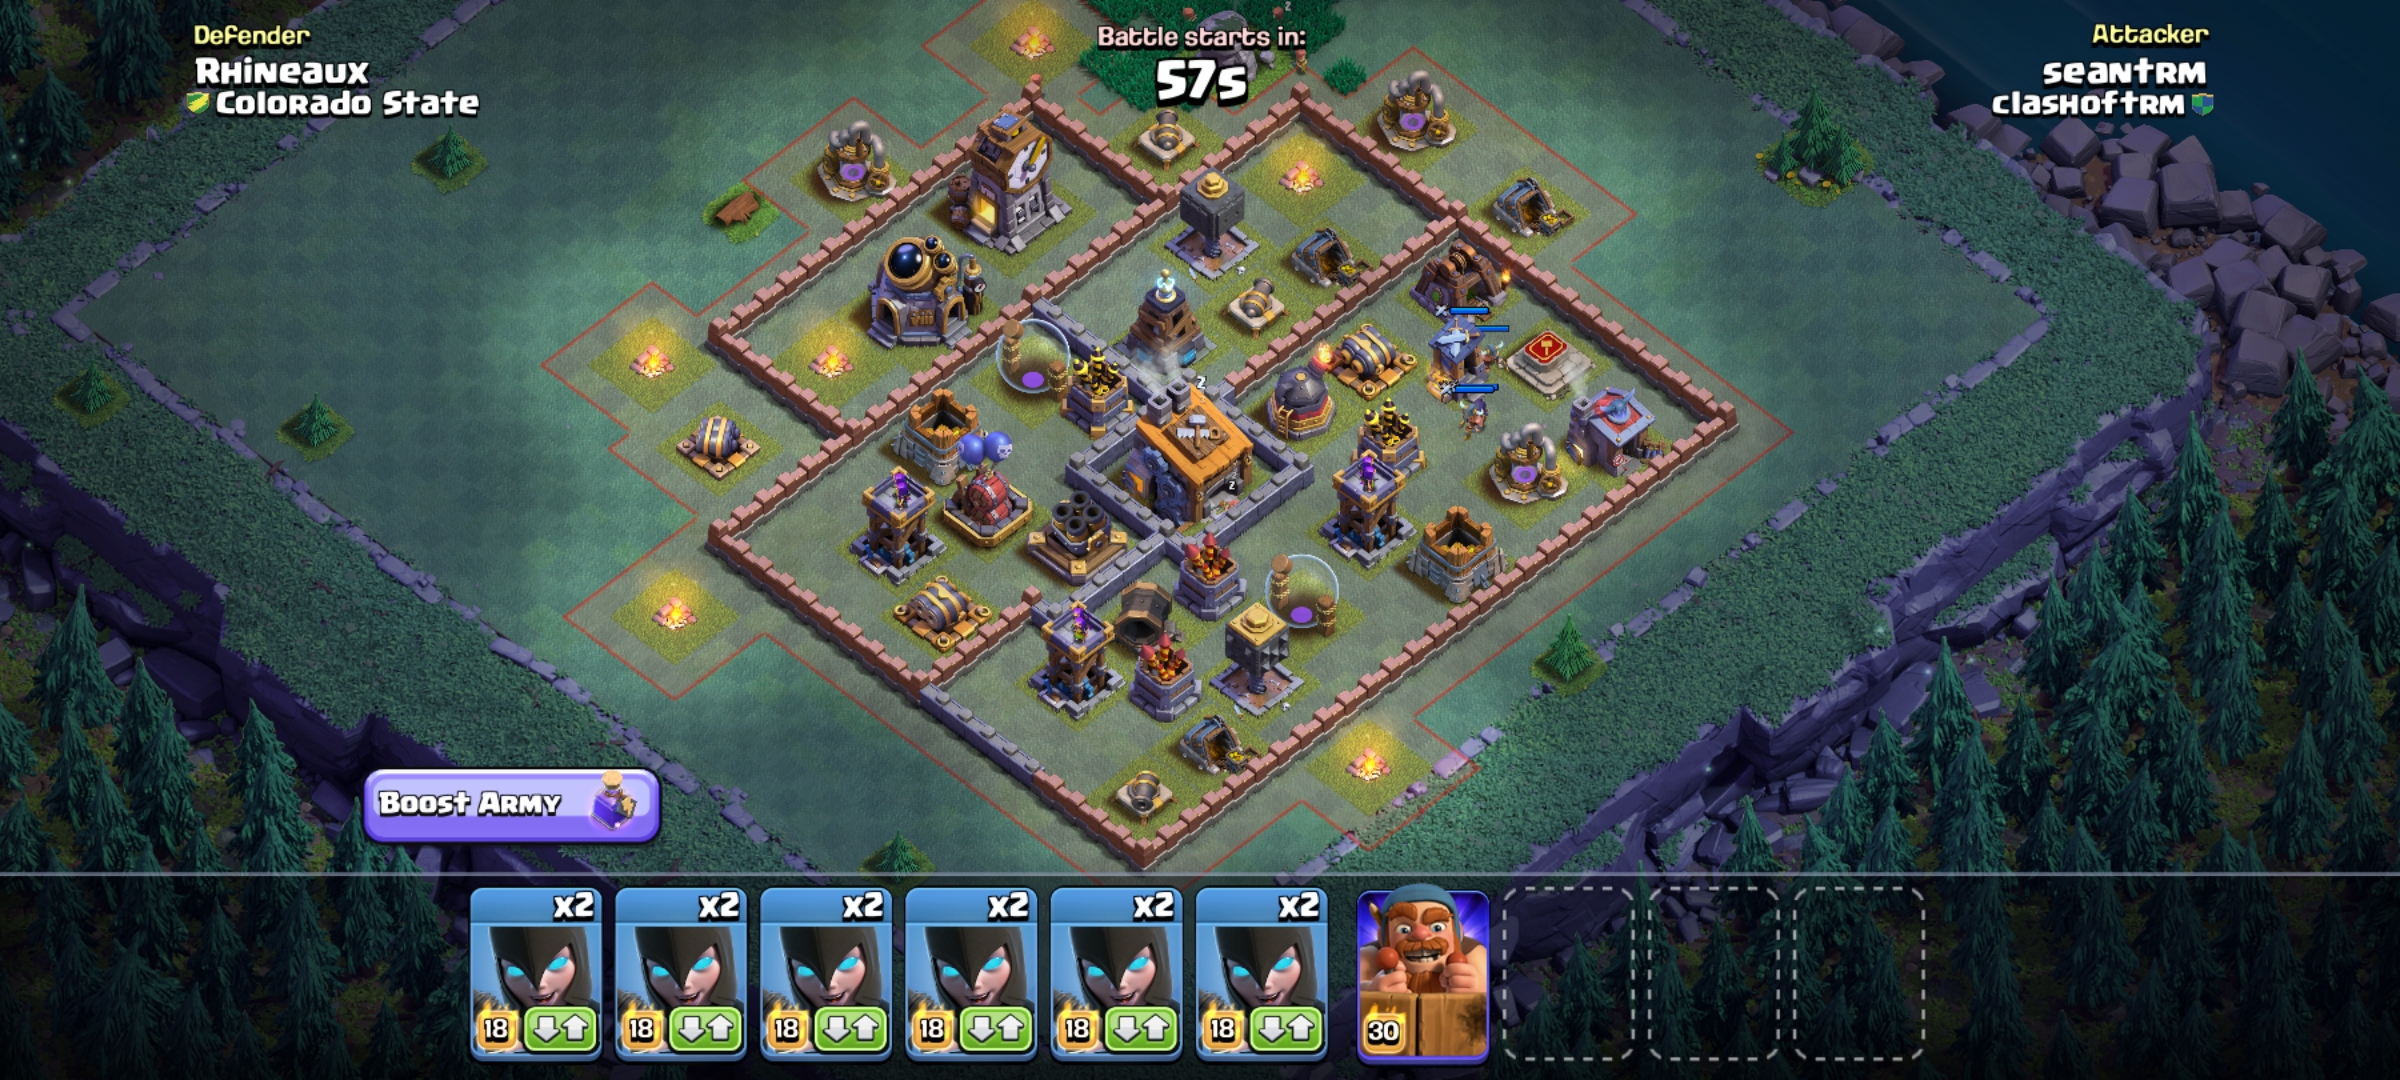 Defender
Rhineaux
Colorado State
Battle starts in:
57s
Attacker
seantRM
clashoftRM
z
z
z
Boost Army
x2
x2
x2
x2
x2
x2
18
18
18
18
18
18
30